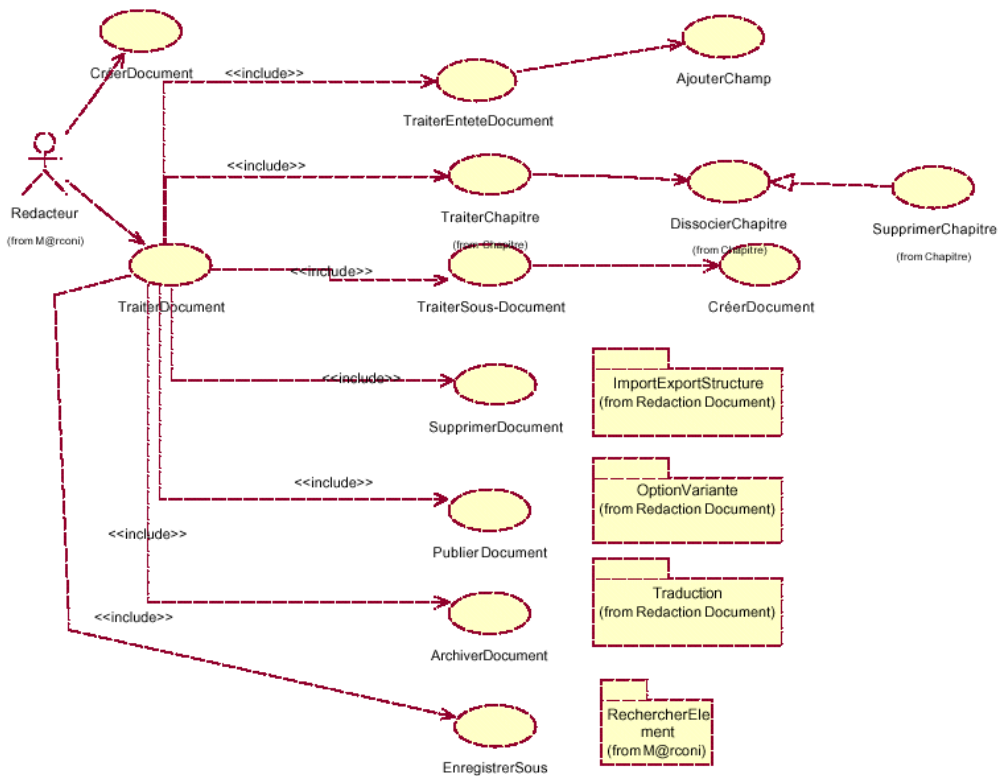 CréerDocument
<<include>>
AjouterChamp
TraiterEnteteDocument
<<include>>
Redacteur
(from M@rconi)
TraiterChapitre
(from Chapitre)
DissocierChapitre
(from Chapitre)
SupprimerChapitre
(from Chapitre)
<<include>>
TraiterDocument
TraiterSous-Document
CréerDocument
<<include>>
SupprimerDocument
ImportExportStructure
(from Redaction Document)
<<include>>
Publier Document
OptionVariante
(from Redaction Document)
<<include>>
Traduction
(from Redaction Document)
<<include>>
ArchiverDocument
EnregistrerSous
RechercherEle
ment
(from M@rconi)